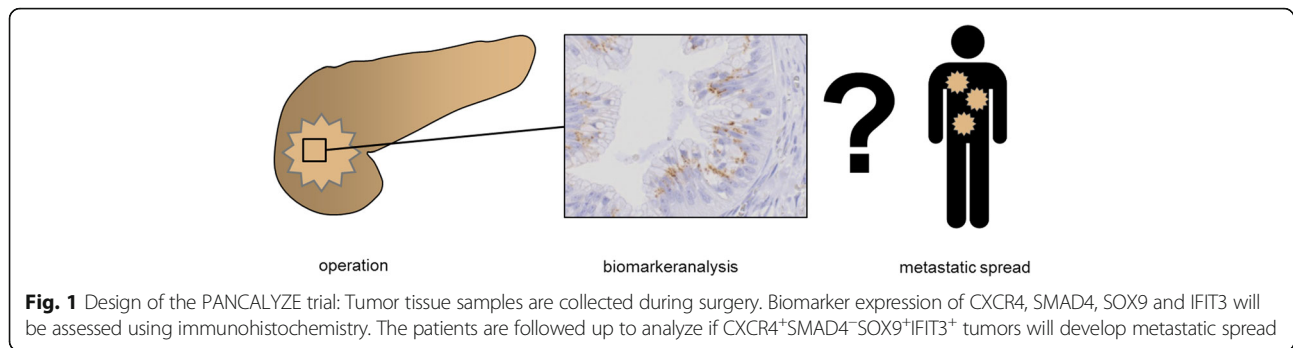 ?
operation
biomarkeranalysis
metastatic spread
Fig. 1 Design of the PANCALYZE trial: Tumor tissue samples are collected during surgery. Biomarker expression of CXCR4, SMAD4, SOX9 and IFIT3 will
be assessed using immunohistochemistry. The patients are followed up to analyze if CXCR4⁺SMAD4⁻SOX9⁺IFIT3⁺ tumors will develop metastatic spread